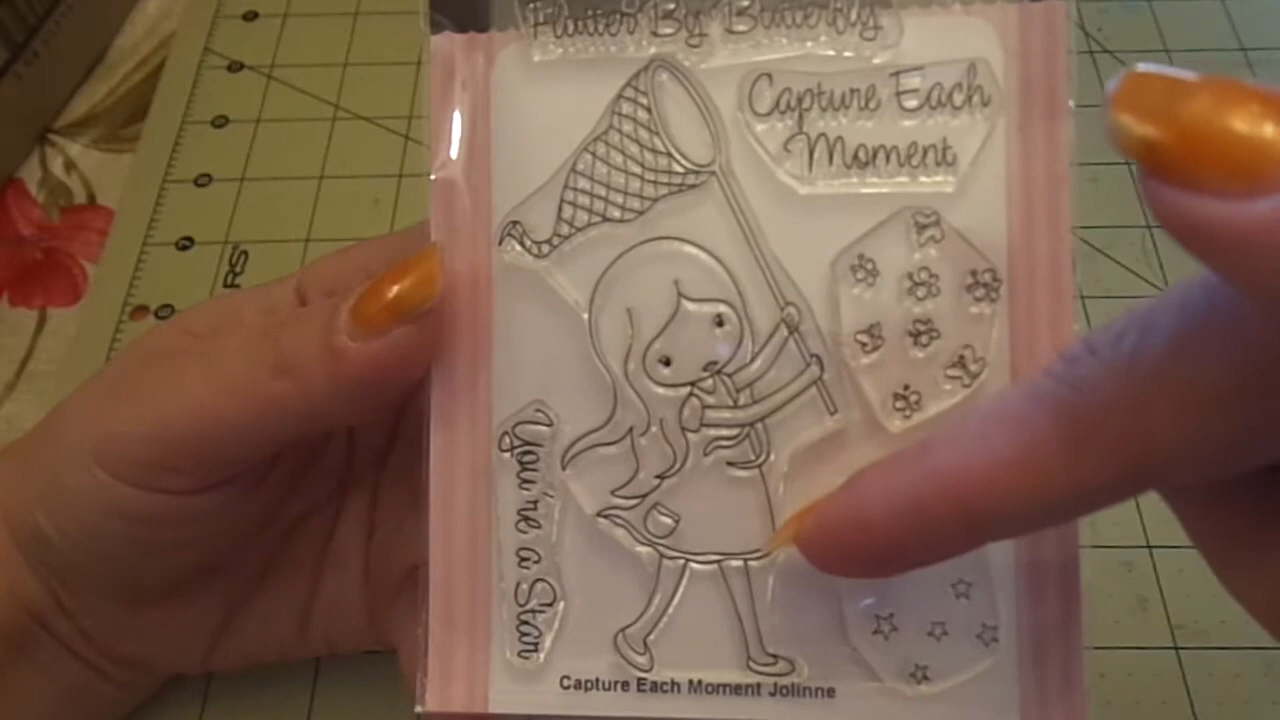 Flutter By Butterfly
Capture Each
Moment
You're a Star
Capture Each Moment Jolinne
RS